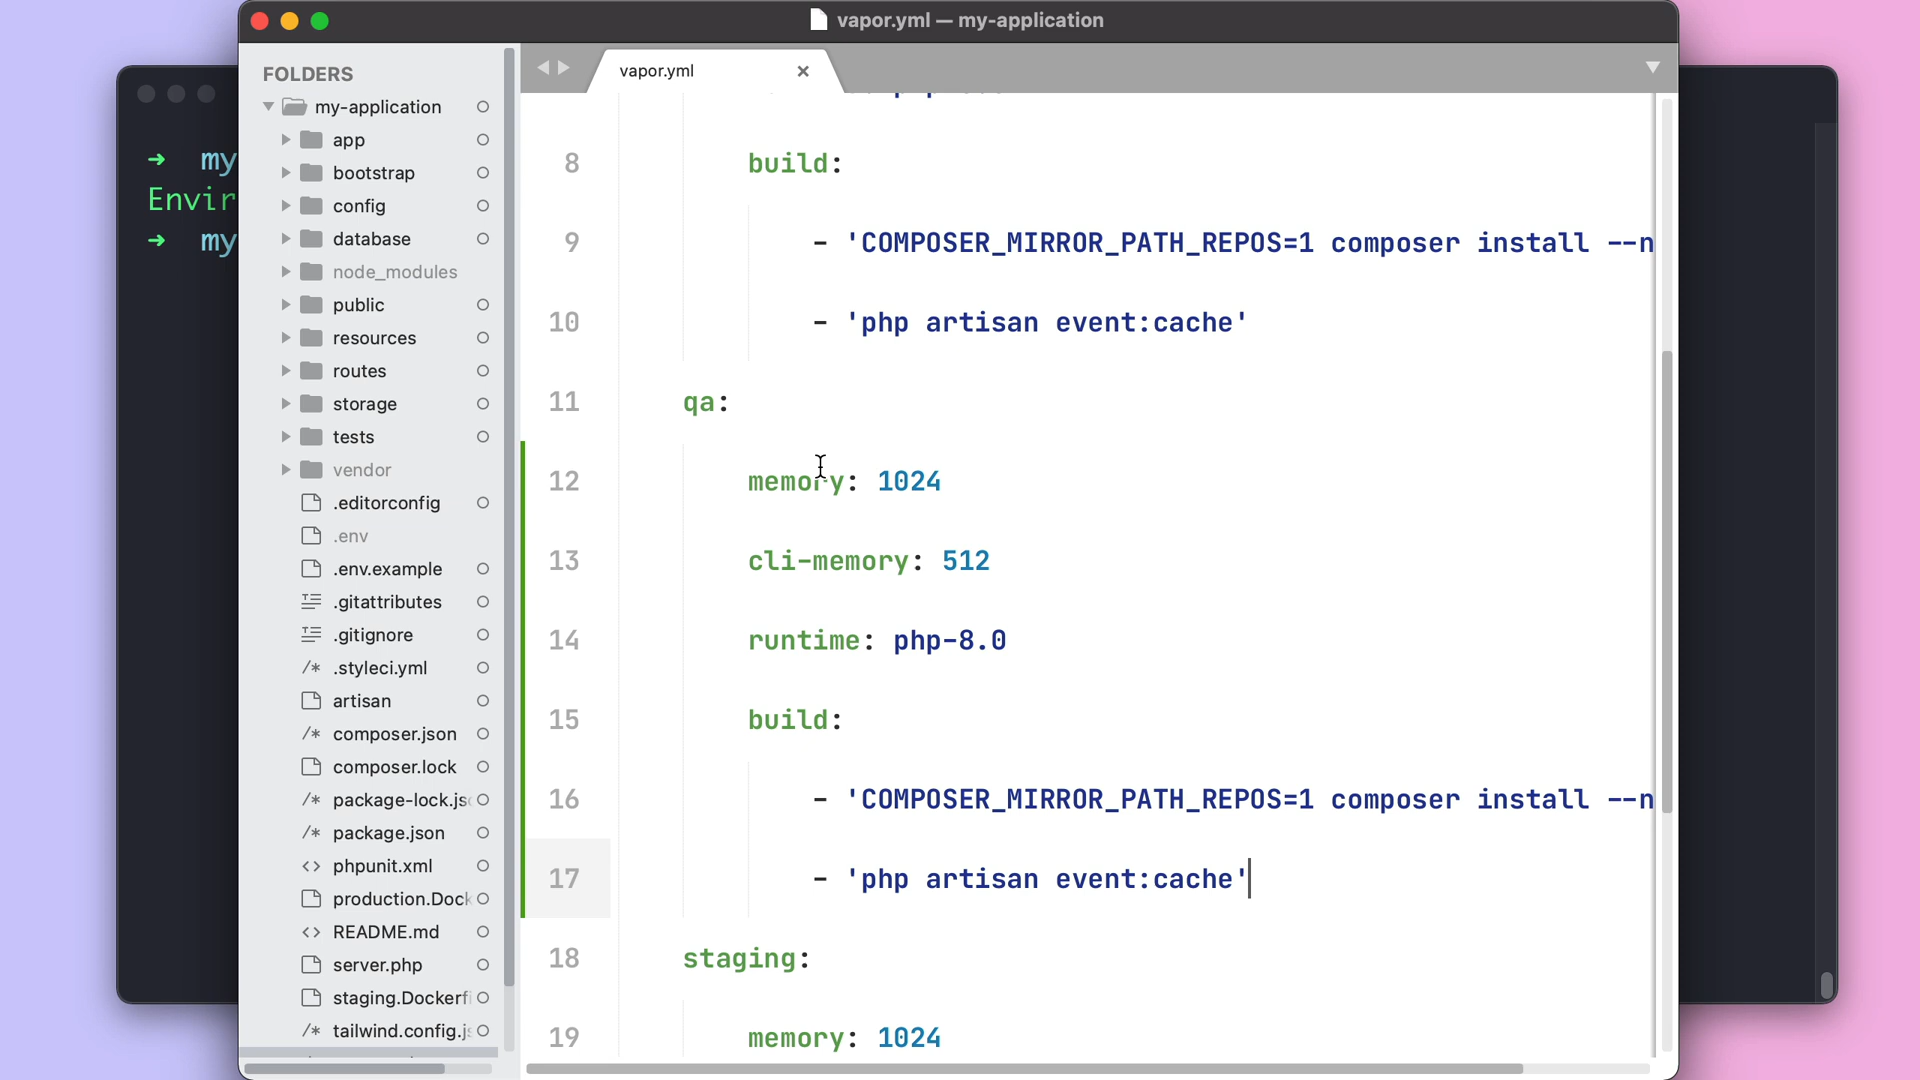 vapor.yml — my-application
FOLDERS
my-application
app
bootstrap
config
database
node_modules
public
resources
routes
storage
tests
vendor
.editorconfig
.env
.env.example
.gitattributes
.gitignore
.styleci.yml
artisan
composer.json
composer.lock
package-lock.js
package.json
phpunit.xml
production.Dock
README.md
server.php
staging.Dockerf
tailwind.config.js
➜ my
Envir
➜ my
vapor.yml
8 build:
9 - 'COMPOSER_MIRROR_PATH_REPOS=1 composer install --n
10 - 'php artisan event:cache'
11 qa:
12 memory: 1024
13 cli-memory: 512
14 runtime: php-8.0
15 build:
16 - 'COMPOSER_MIRROR_PATH_REPOS=1 composer install --n
17 - 'php artisan event:cache'
18 staging:
19 memory: 1024